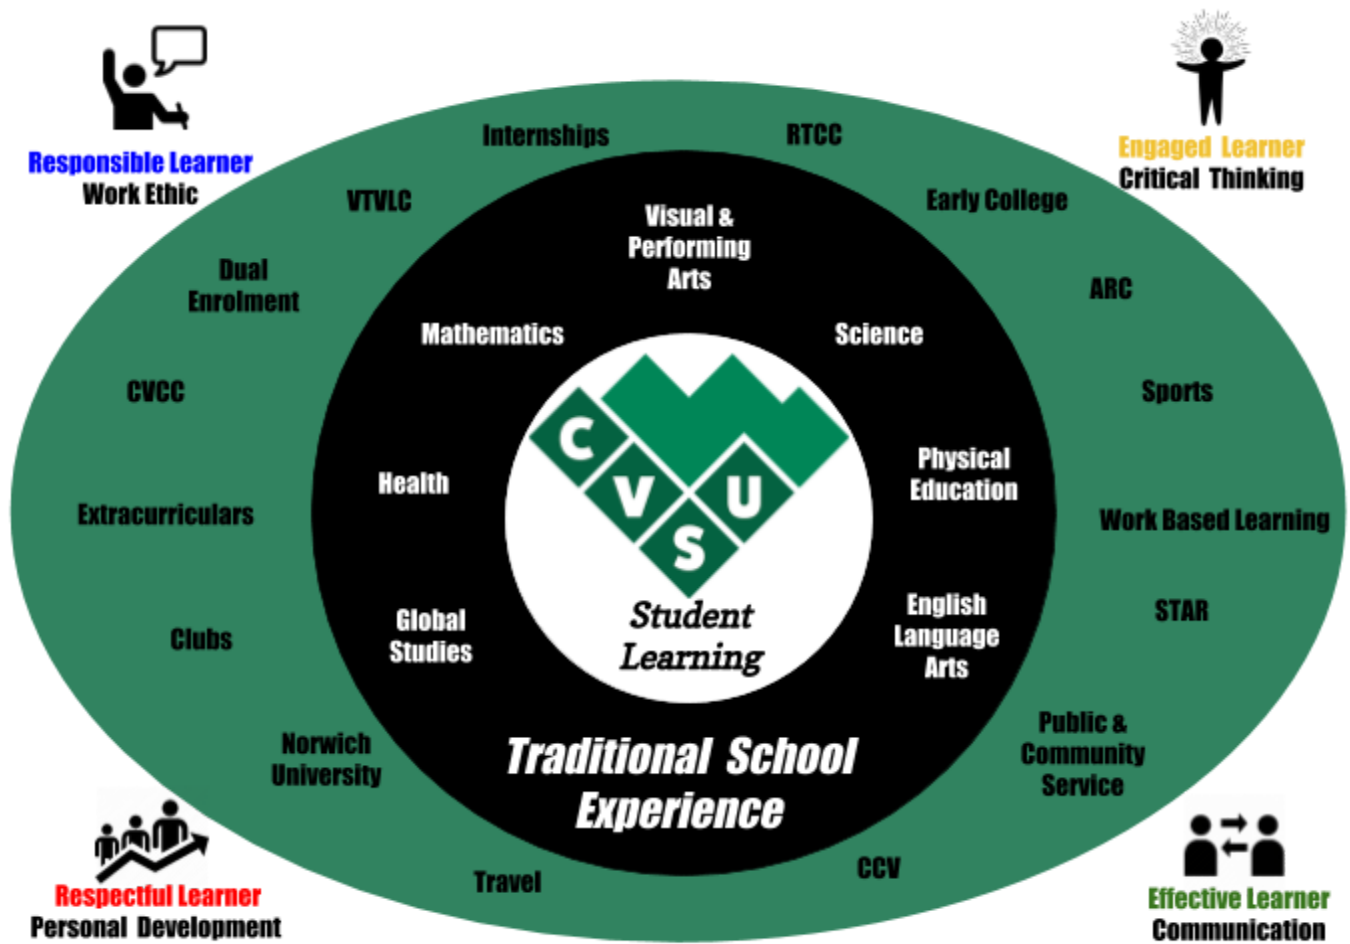 Responsible Learner
Work Ethic
Engaged Learner
Critical Thinking
Internships
RTCC
VTVLC
Early College
Dual
Enrolment
ARC
CVCC
Sports
Extracurriculars
Work Based Learning
Clubs
STAR
Norwich
University
Public &
Community
Service
Travel
CCV
Visual &
Performing
Arts
Mathematics
Science
Health
Physical
Education
Global
Studies
English
Language
Arts
C
V
U
S
Student
Learning
Traditional School
Experience
Respectful Learner
Personal Development
Effective Learner
Communication